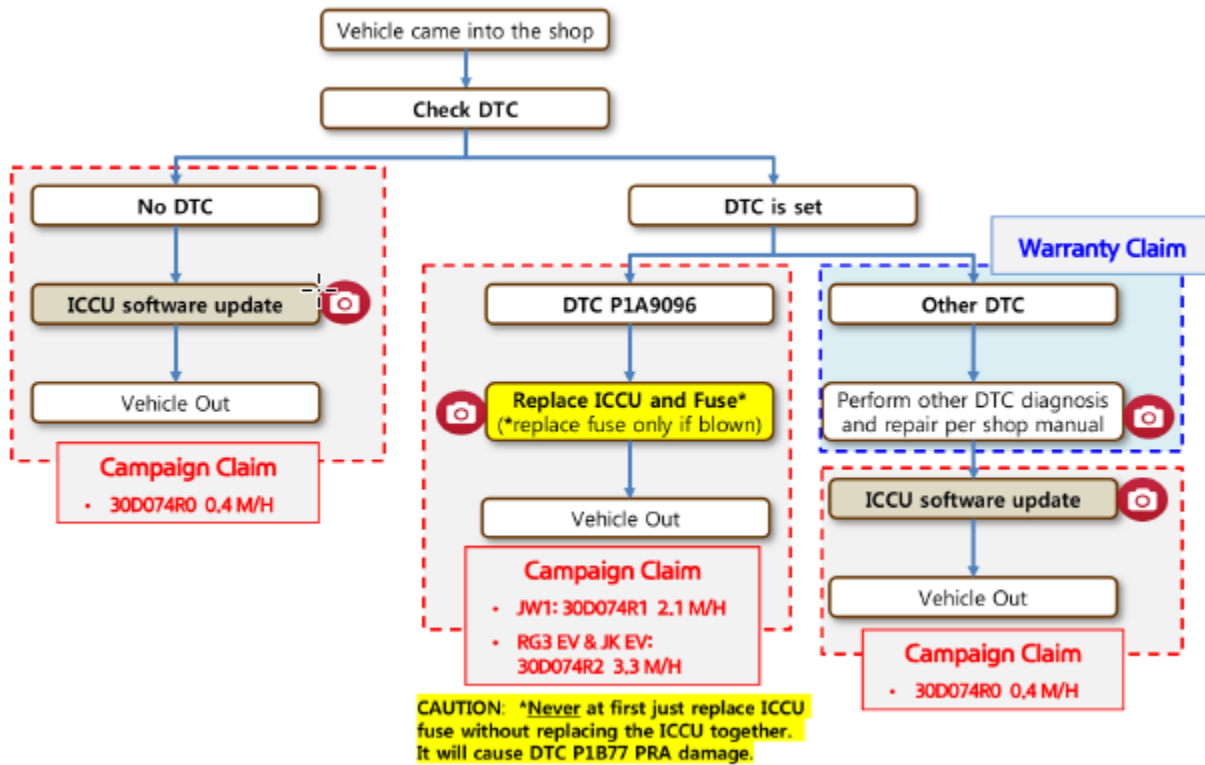 Vehicle came into the shop
Check DTC
No DTC
DTC is set
Warranty Claim
ICCU software update
DTC P1A9096
Other DTC
Vehicle Out
Replace ICCU and Fuse*
(*replace fuse only if blown)
Perform other DTC diagnosis
and repair per shop manual
Campaign Claim
• 30D074R0 0.4 M/H
Vehicle Out
ICCU software update
Campaign Claim
• JW1: 30D074R1 2.1 M/H
• RG3 EV & JK EV:
30D074R2 3.3 M/H
Vehicle Out
Campaign Claim
• 30D074R0 0.4 M/H
CAUTION: *Never at first just replace ICCU
fuse without replacing the ICCU together.
It will cause DTC P1B77 PRA damage.